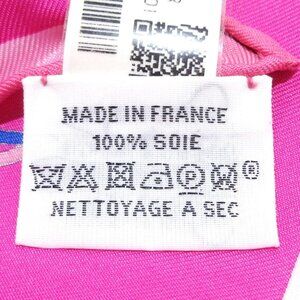 MADE IN FRANCE
100% SOIE
®
NETTOYAGE A SEC